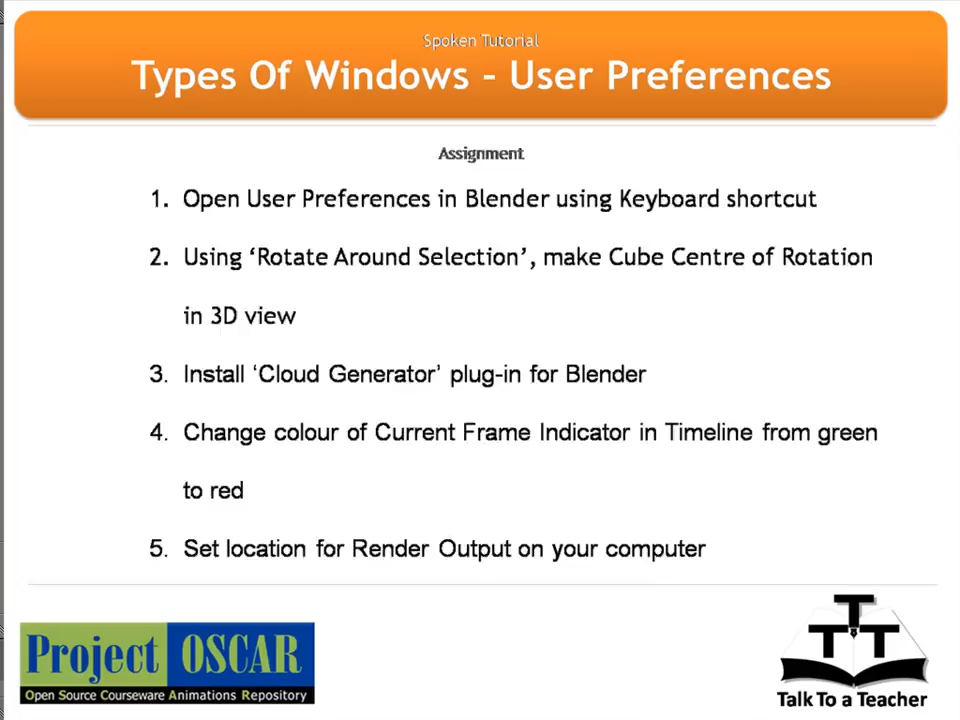 Spoken Tutorial
Types Of Windows – User Preferences
Assignment
1. Open User Preferences in Blender using Keyboard shortcut
2. Using ‘Rotate Around Selection’, make Cube Centre of Rotation
in 3D view
3. Install ‘Cloud Generator’ plug-in for Blender
4. Change colour of Current Frame Indicator in Timeline from green
to red
5. Set location for Render Output on your computer
Project OSCAR
Open Source Courseware Animations Repository
T T T
Talk To a Teacher